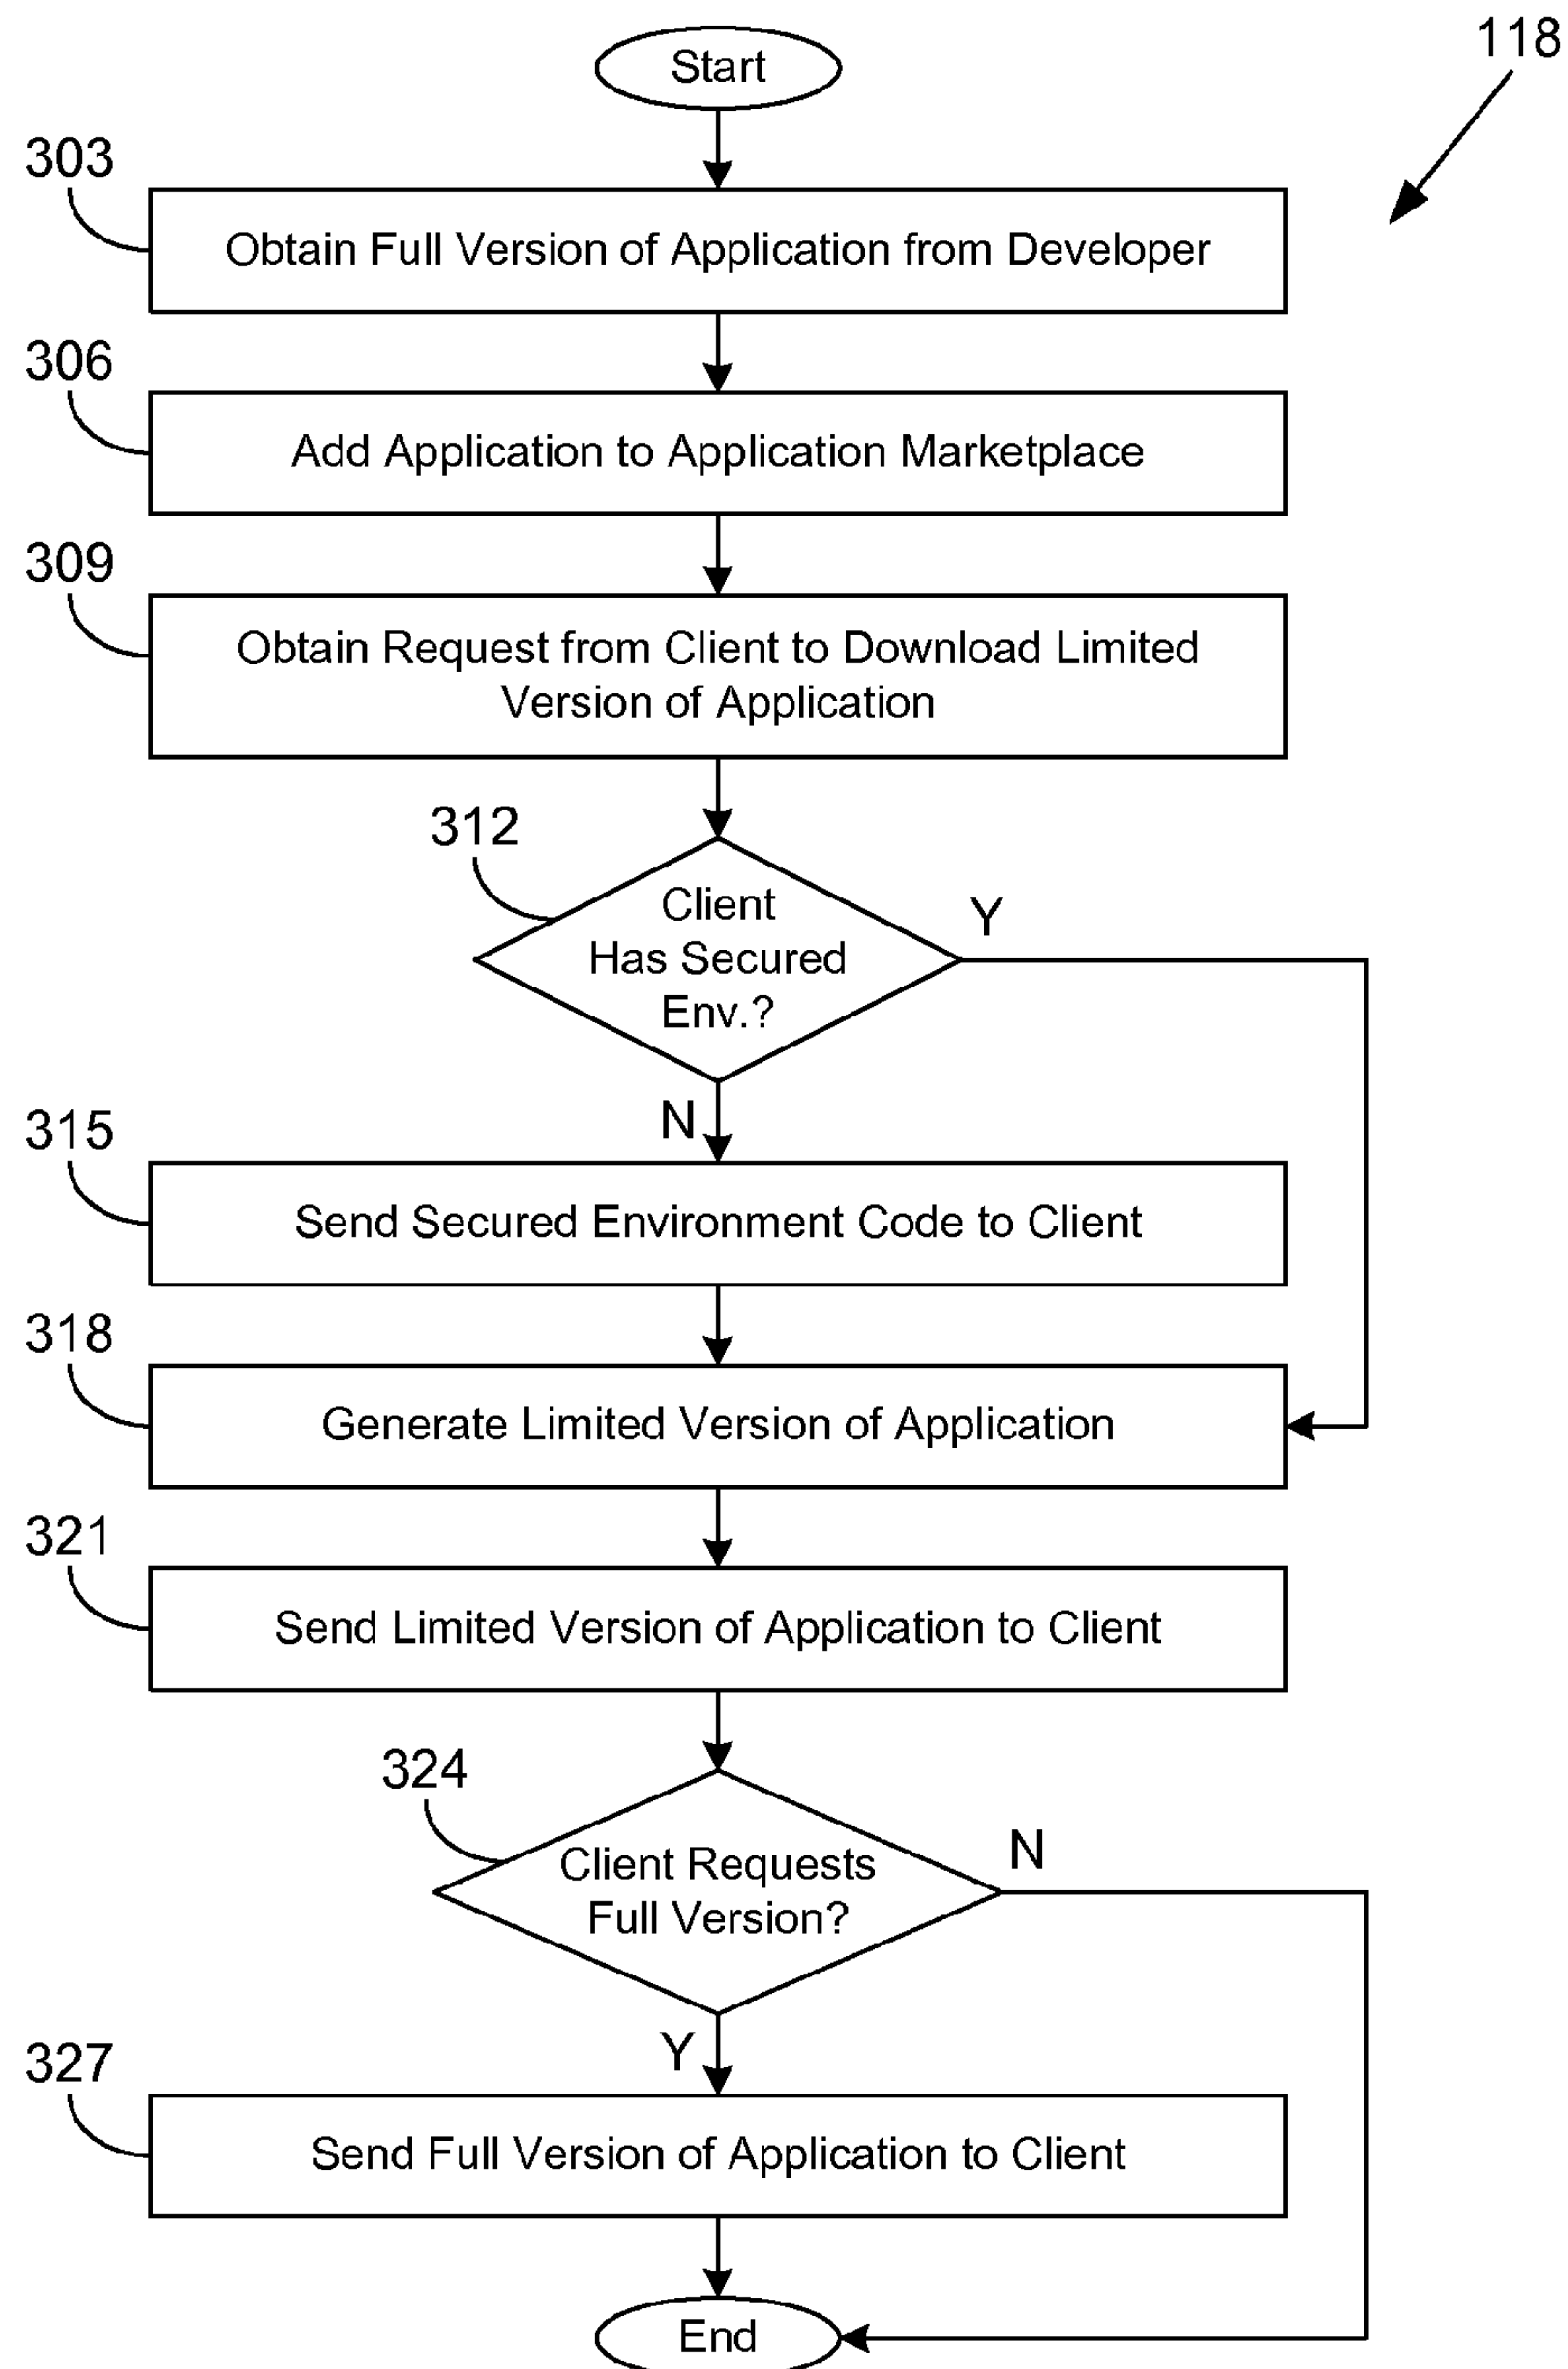 118
Start
303
Obtain Full Version of Application from Developer
306
Add Application to Application Marketplace
309
Obtain Request from Client to Download Limited
Version of Application
312
Client
Has Secured
Env.?
Y
N
315
Send Secured Environment Code to Client
318
Generate Limited Version of Application
321
Send Limited Version of Application to Client
324
Client Requests
Full Version?
N
Y
327
Send Full Version of Application to Client
End